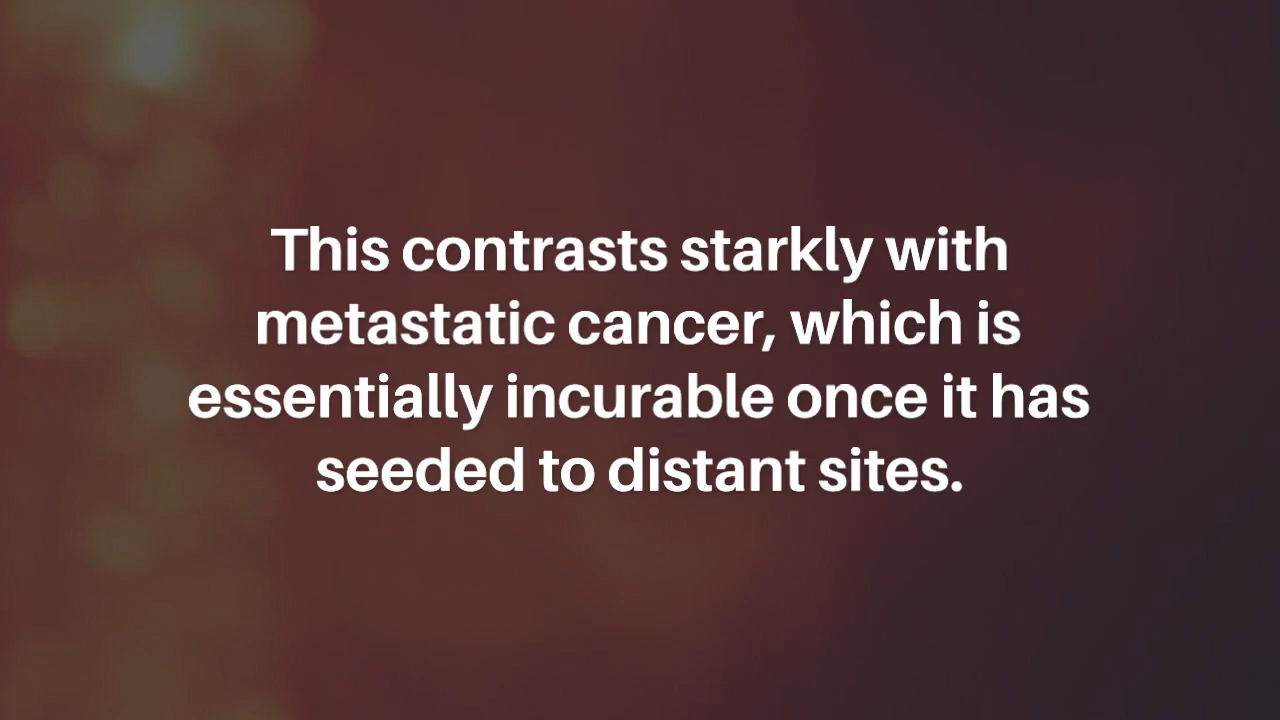 This contrasts starkly with
metastatic cancer, which is
essentially incurable once it has
seeded to distant sites.